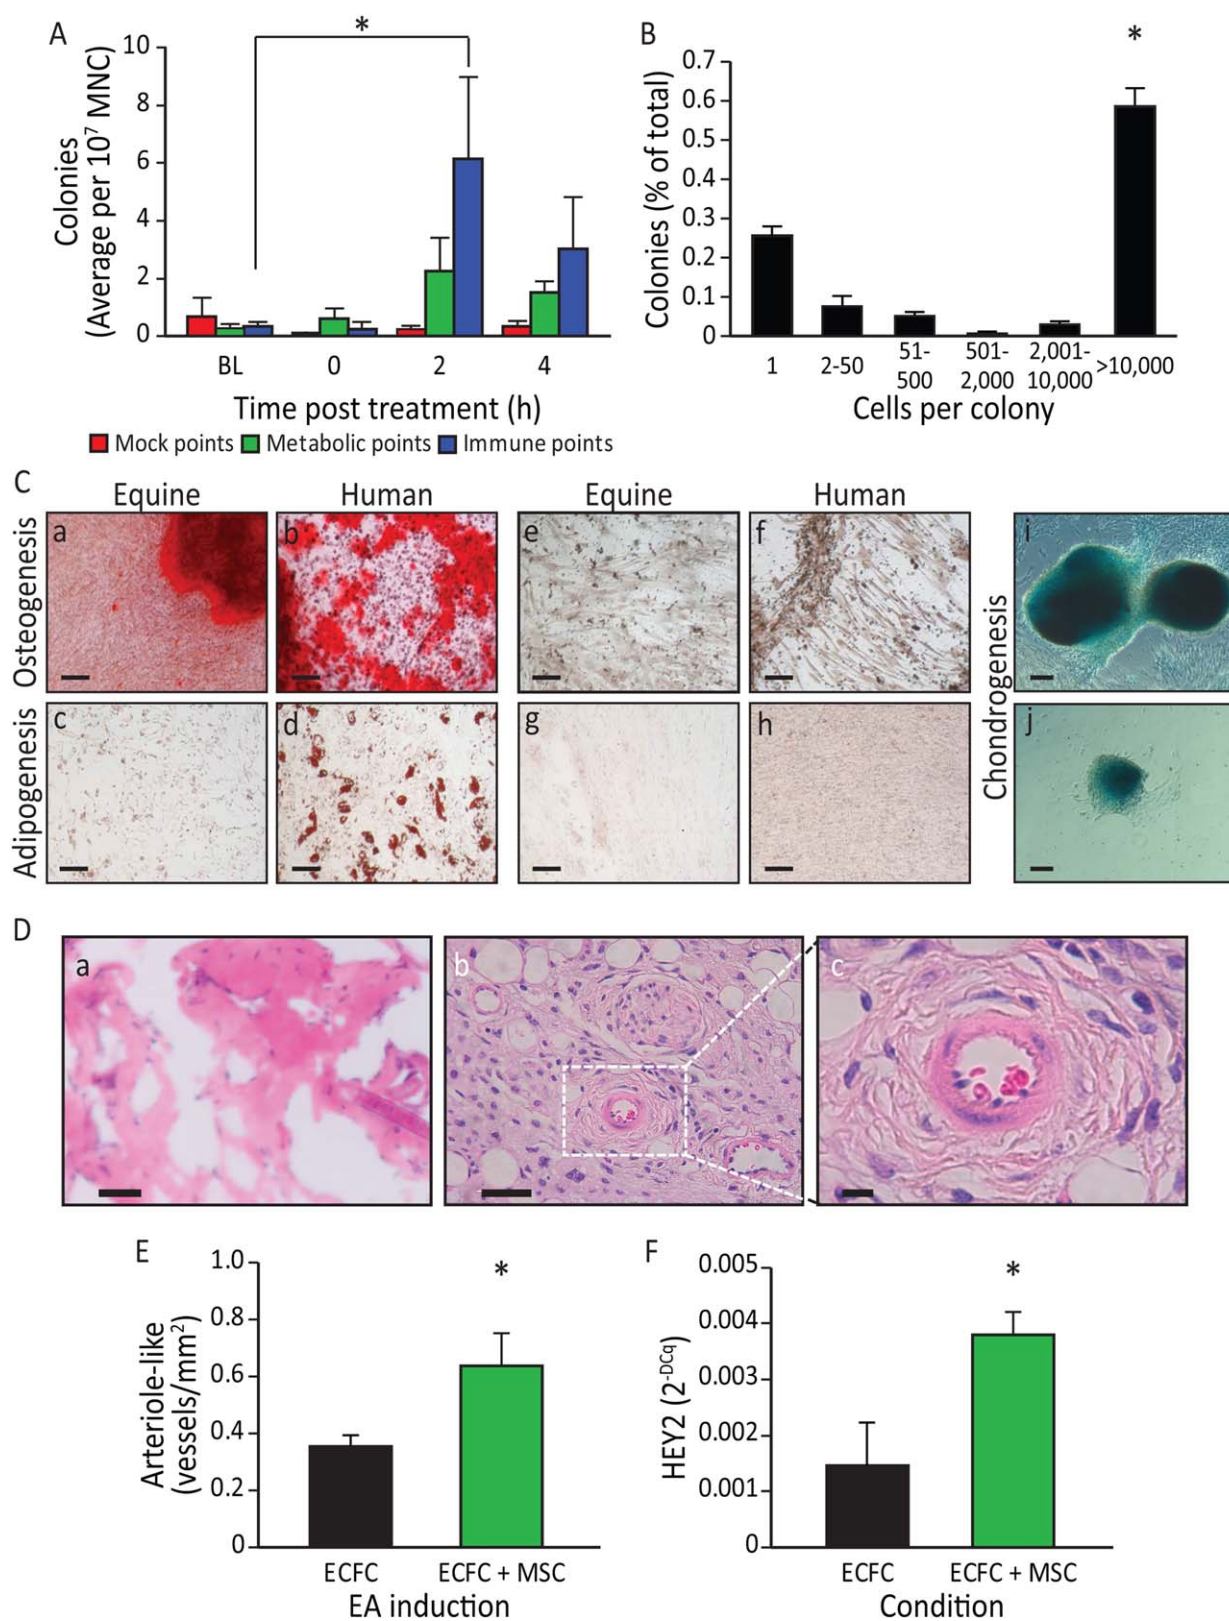 A
*
Colonies
(Average per 10⁷ MNC)
10
8
6
4
2
0
BL 0 2 4
Time post treatment (h)
Mock points Metabolic points Immune points
B
*
Colonies (% of total)
0.7
0.6
0.5
0.4
0.3
0.2
0.1
0
1 2-50 51-500 501-2,000 2,001-10,000 >10,000
Cells per colony
C
Equine Human Equine Human
Osteogenesis
a b e f i
Adipogenesis
c d g h j
Chondrogenesis
D
a b c
E
*
Arteriole-like
(vessels/mm²)
1.0
0.8
0.6
0.4
0.2
0
ECFC ECFC + MSC
EA induction
F
*
HEY2 (2⁻ᴰᶜq)
0.005
0.004
0.003
0.002
0.001
0
ECFC ECFC + MSC
Condition